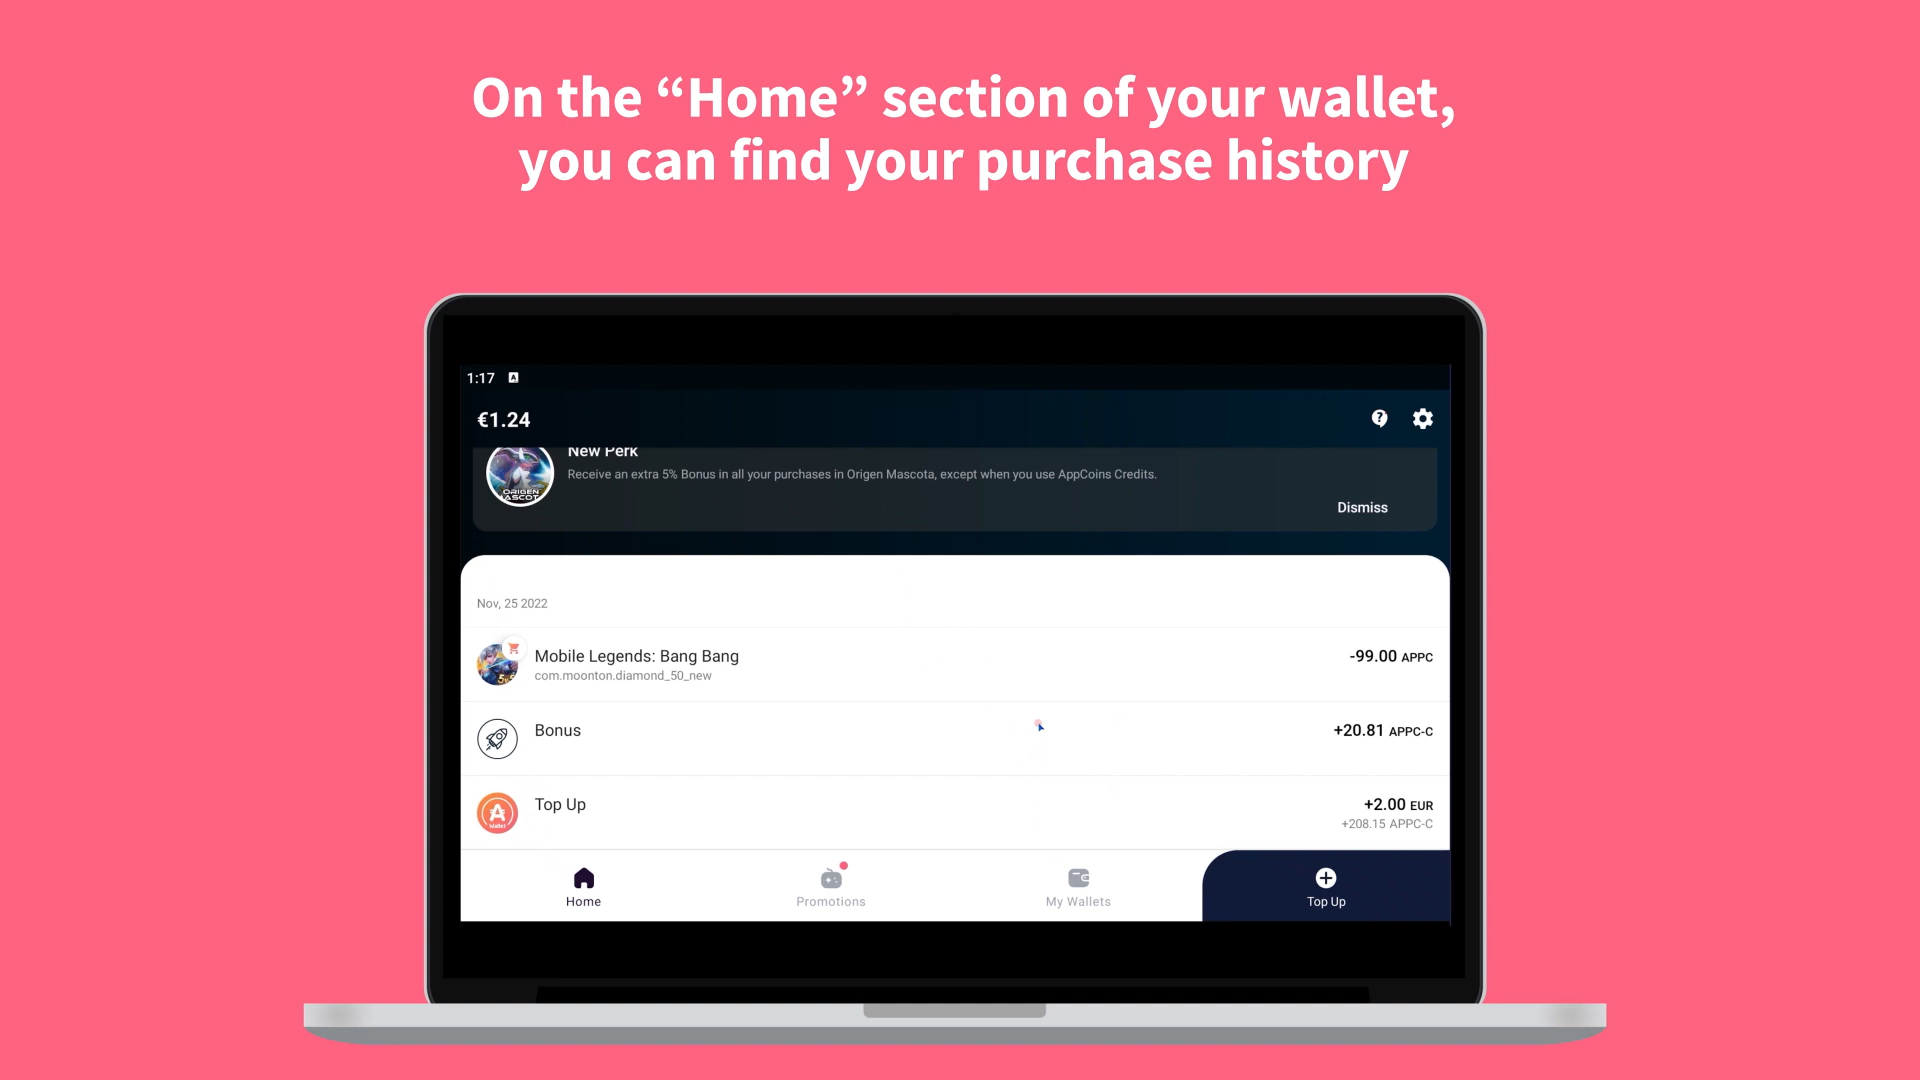 On the “Home” section of your wallet,
you can find your purchase history
1:17 A
€1.24
New Perk
Receive an extra 5% Bonus in all your purchases in Origen Mascota, except when you use AppCoins Credits.
ORIGEN
MASCOT
Dismiss
Nov, 25 2022
Mobile Legends: Bang Bang -99.00 APPC
com.moonton.diamond_50_new
Bonus +20.81 APPC-C
Top Up +2.00 EUR
Wallet +208.15 APPC-C
Home Promotions My Wallets Top Up